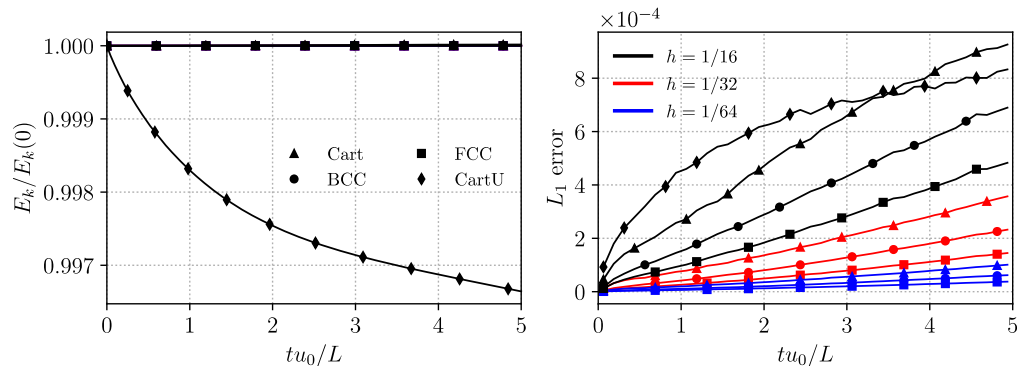 1.000
0.999
0.998
0.997
E_k/E_k(0)
Cart
BCC
FCC
CartU
0 1 2 3 4 5
tu_0/L
×10^{-4}
8
6
4
2
0
L_1 error
h = 1/16
h = 1/32
h = 1/64
0 1 2 3 4 5
tu_0/L